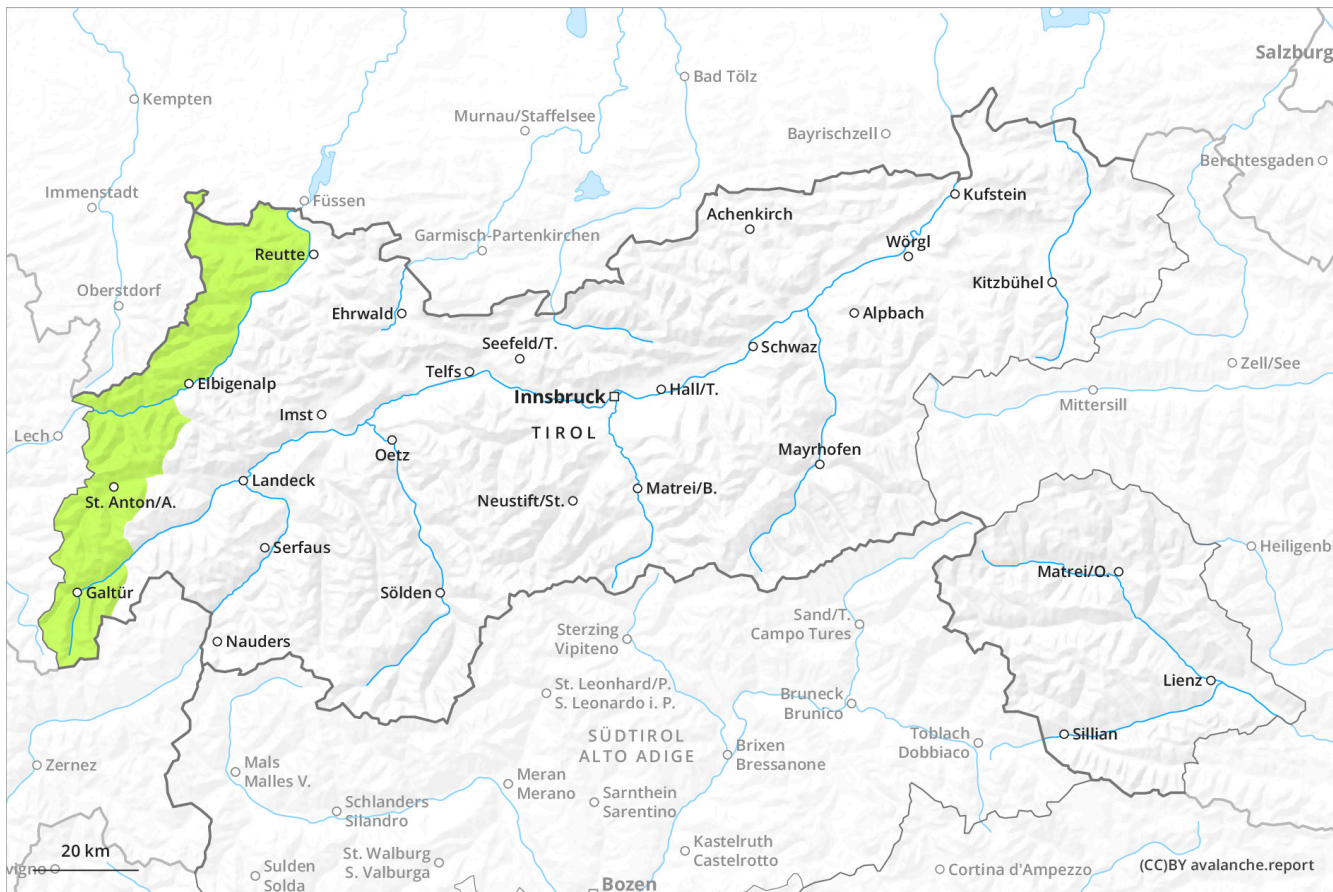 Salzburg
Bad Tölz
Kempten
Murnau/Staffelsee
Bayrischzell
Berchtesgaden
Immenstadt
Füssen
Kufstein
Achenkirch
Garmisch-Partenkirchen
Wörgl
Reutte
Kitzbühel
Oberstdorf
Ehrwald
Alpbach
Seefeld/T.
Schwaz
Zell/See
Telfs
Elbigenalp
Hall/T.
Innsbruck
Mittersill
Imst
TIROL
Lech
Oetz
Mayrhofen
Landeck
Matrei/B.
St. Anton/A.
Neustift/St.
Serfaus
Heiligenb
Matrei/O.
Galtür
Sölden
Sand/T.
Campo Tures
Sterzing
Vipiteno
Nauders
Lienz
St. Leonhard/P.
S. Leonardo i. P.
Bruneck
Brunico
Sillian
Toblach
Dobbiaco
SÜDTIROL
ALTO ADIGE
Brixen
Bressanone
Zernez
Mals
Malles V.
Meran
Merano
Sarnthein
Sarentino
Schlanders
Silandro
Kastelruth
Castelrotto
20 km
St. Walburg
S. Valburga
vigno
Sulden
Solda
Cortina d'Ampezzo
(CC)BY avalanche.report
Bozen